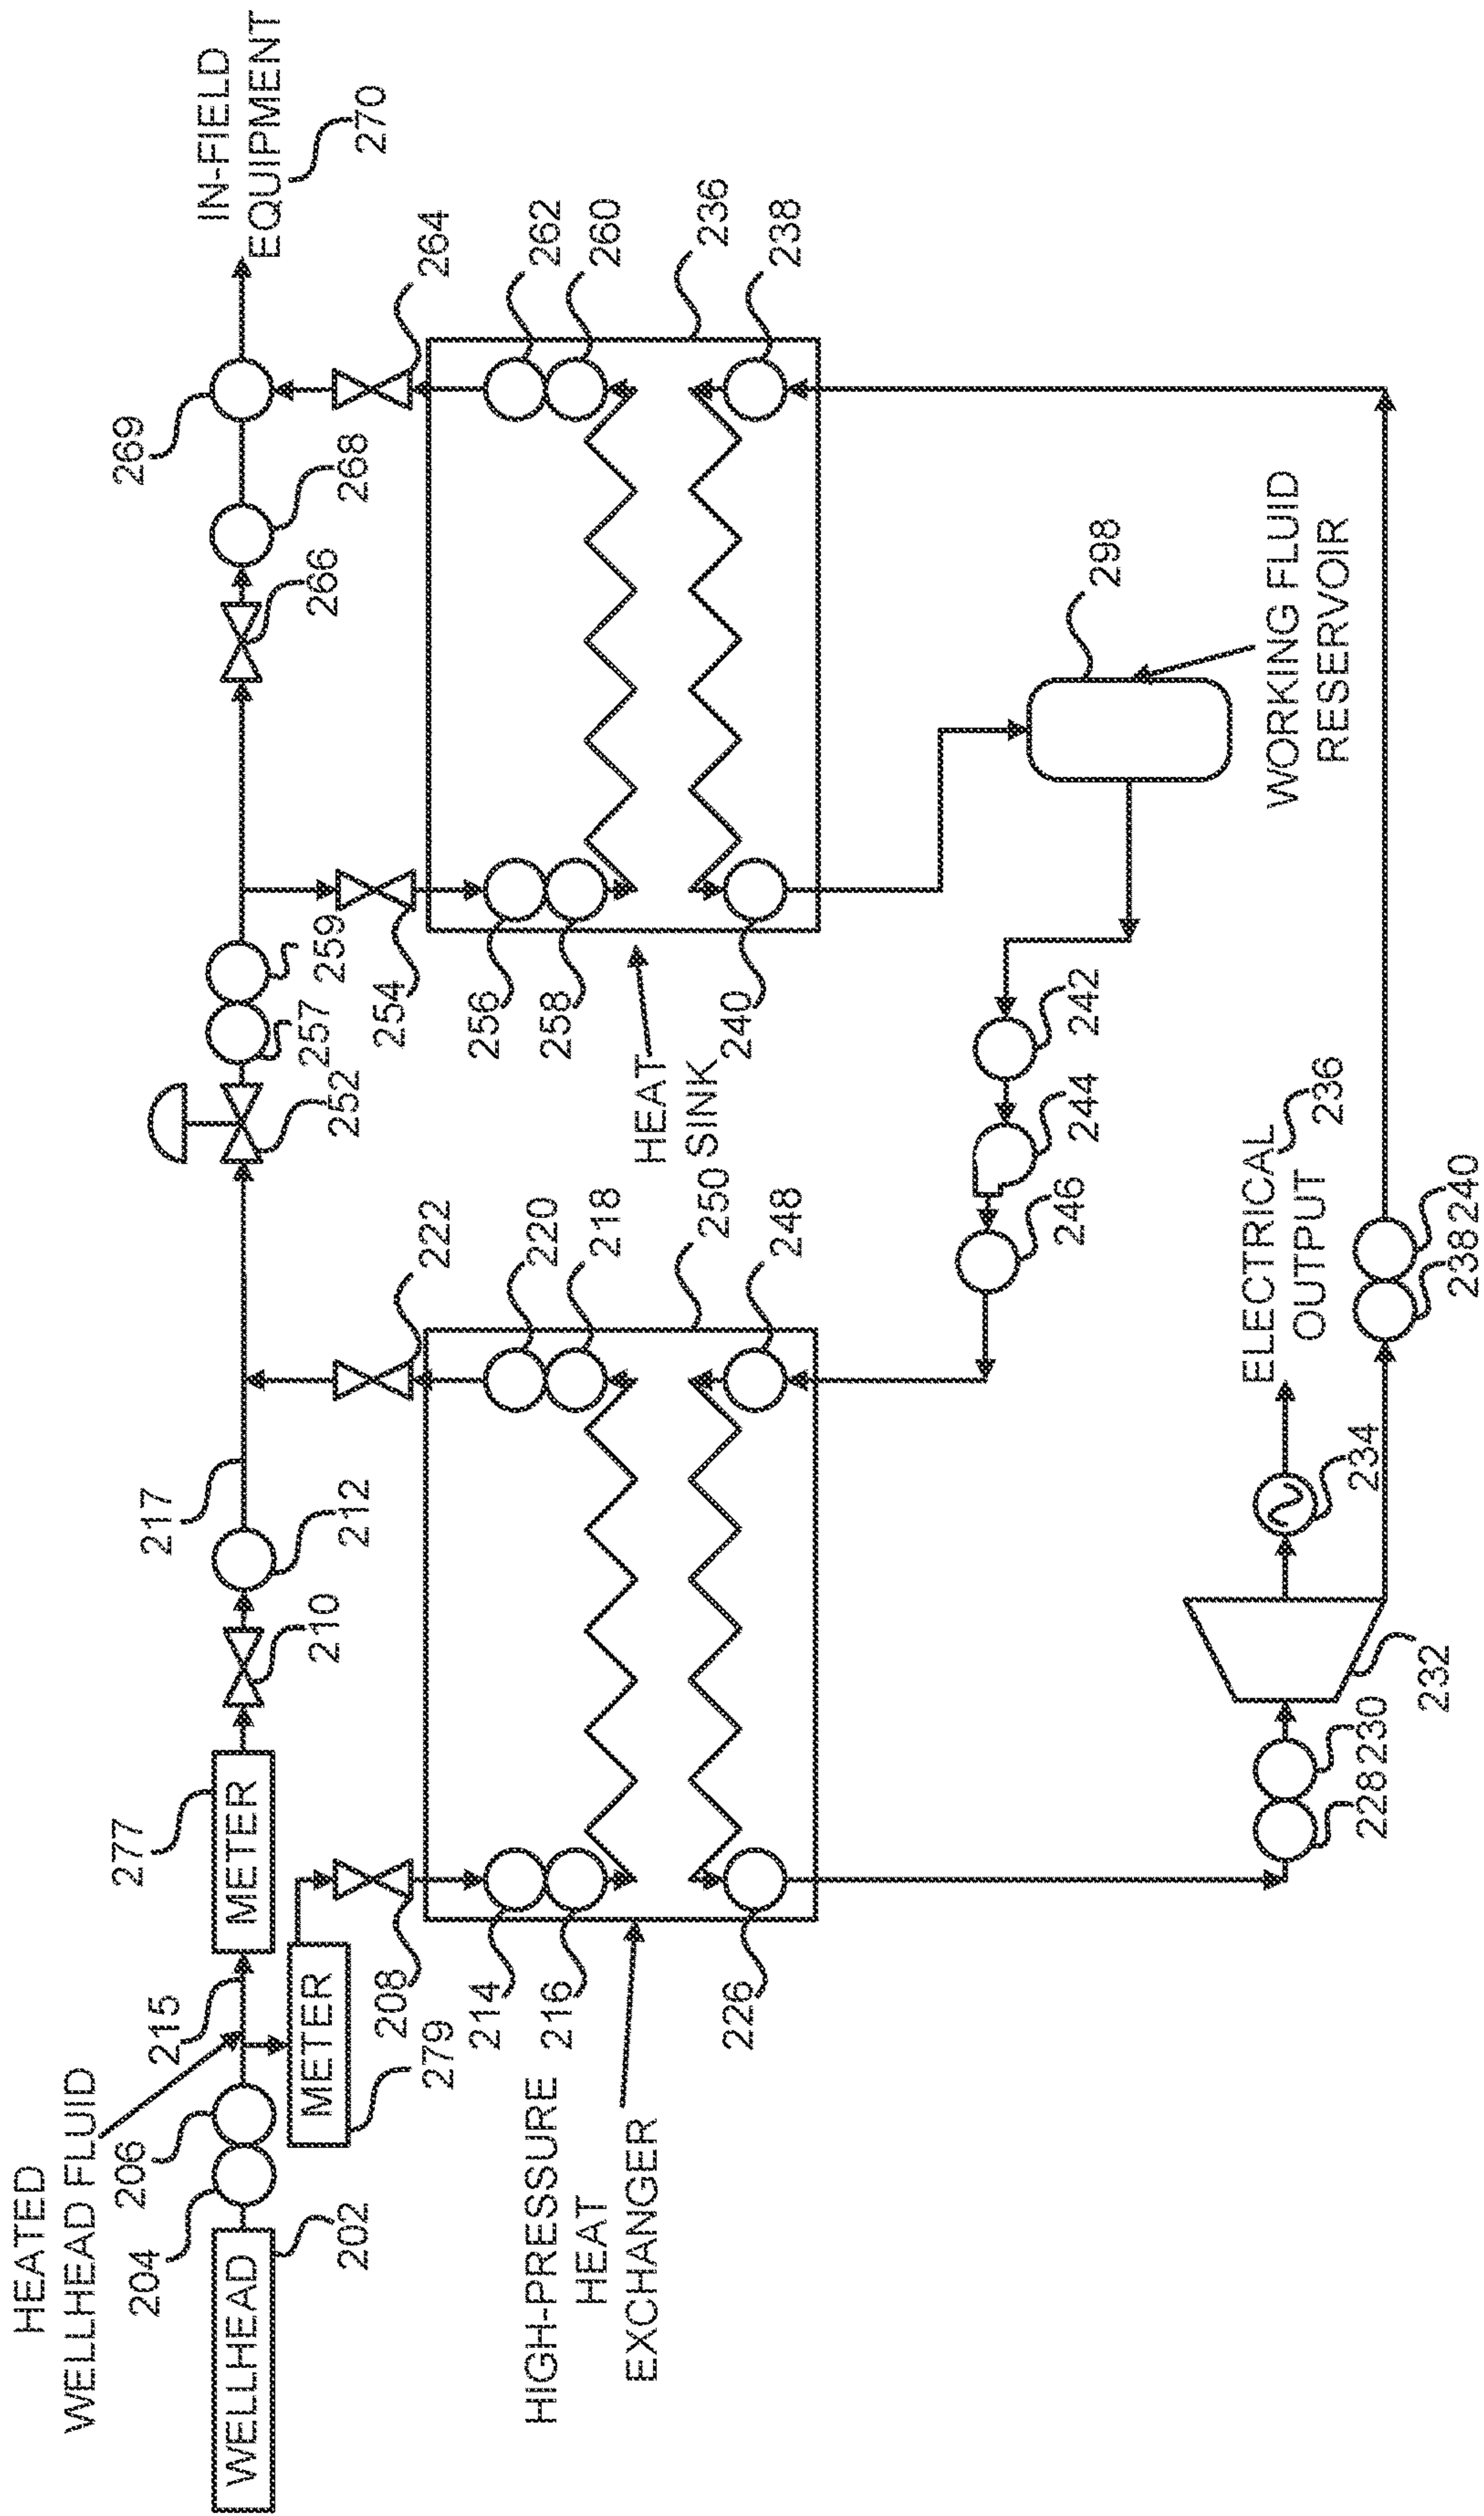 HEATED
WELLHEAD FLUID
IN-FIELD
EQUIPMENT
270
204
206
215
277
217
269
WELLHEAD
METER
202
210
212
252
257
259
266
268
METER
279
208
222
254
264
HIGH-PRESSURE
HEAT
EXCHANGER
214
216
226
220
218
250
248
HEAT
SINK
256
258
240
262
260
236
238
246
244
242
298
WORKING FLUID
RESERVOIR
ELECTRICAL
OUTPUT
236
234
228
230
232
238
240